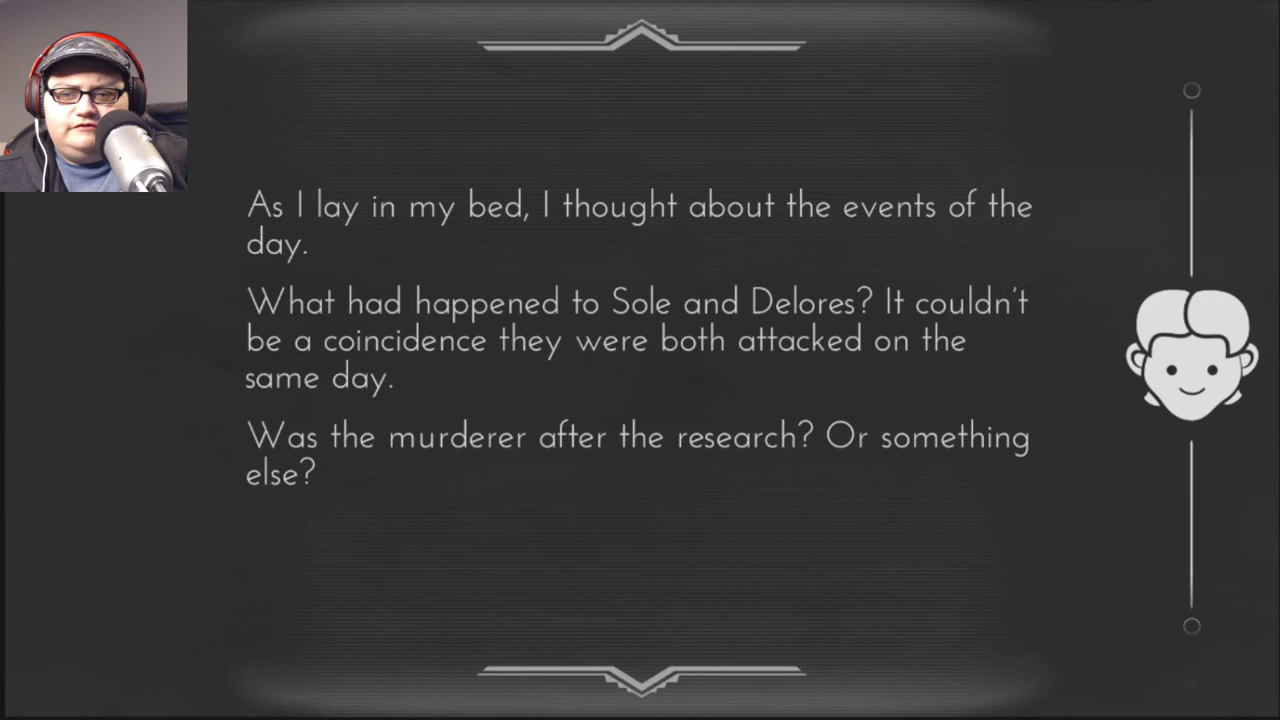 As I lay in my bed, I thought about the events of the
day.
What had happened to Sole and Delores? It couldn't
be a coincidence they were both attacked on the
same day.
Was the murderer after the research? Or something
else?